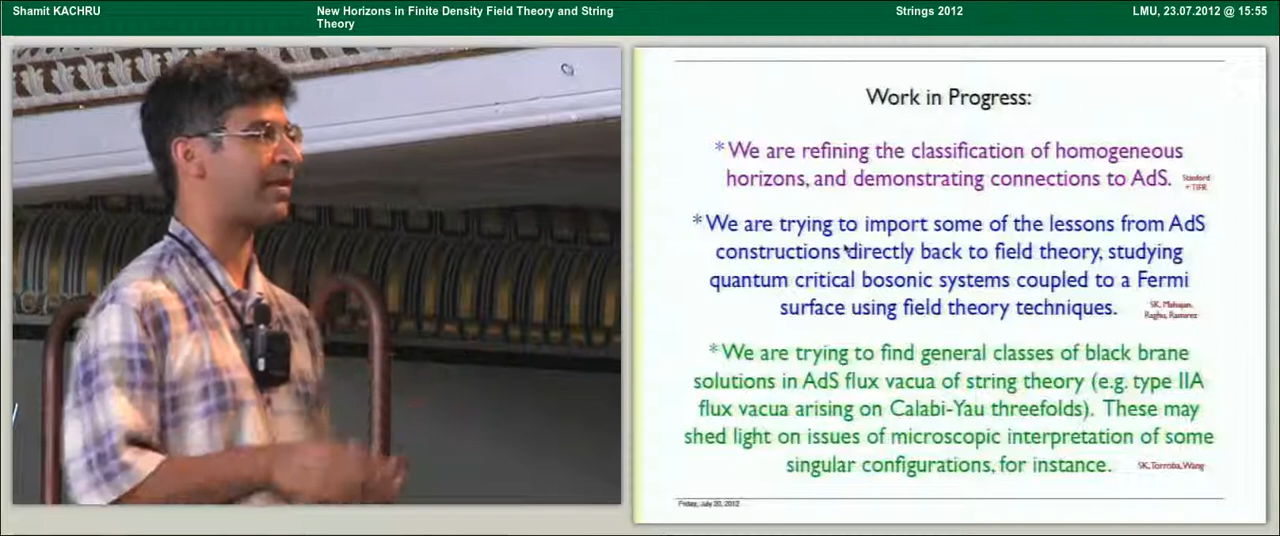 Shamit KACHRU
New Horizons in Finite Density Field Theory and String
Theory
Strings 2012
LMU, 23.07.2012 @ 15:55
Work in Progress:
* We are refining the classification of homogeneous
horizons, and demonstrating connections to AdS.
Stanford
+ TIFR
* We are trying to import some of the lessons from AdS
constructions directly back to field theory, studying
quantum critical bosonic systems coupled to a Fermi
surface using field theory techniques.
SK, Mahajan,
Raghu, Ramirez
* We are trying to find general classes of black brane
solutions in AdS flux vacua of string theory (e.g. type IIA
flux vacua arising on Calabi-Yau threefolds). These may
shed light on issues of microscopic interpretation of some
singular configurations, for instance.
SK, Torroba, Wang
Friday, July 20, 2012